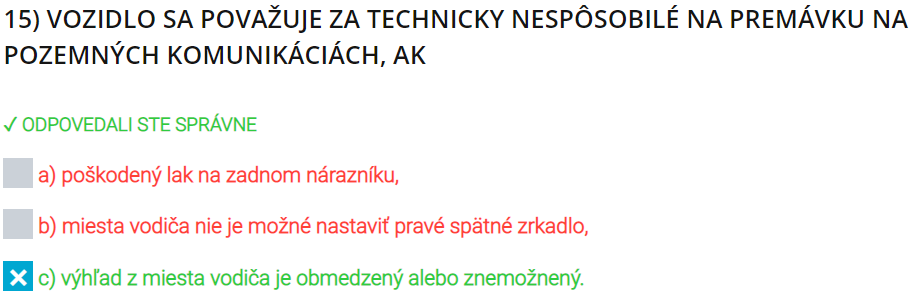 15) VOZIDLO SA POVAŽUJE ZA TECHNICKY NESPÔSOBILÉ NA PREMÁVKU NA
POZEMNÝCH KOMUNIKÁCIÁCH, AK
✓ ODPOVEDALI STE SPRÁVNE
a) poškodený lak na zadnom nárazníku,
b) miesta vodiča nie je možné nastaviť pravé spätné zrkadlo,
c) výhľad z miesta vodiča je obmedzený alebo znemožnený.